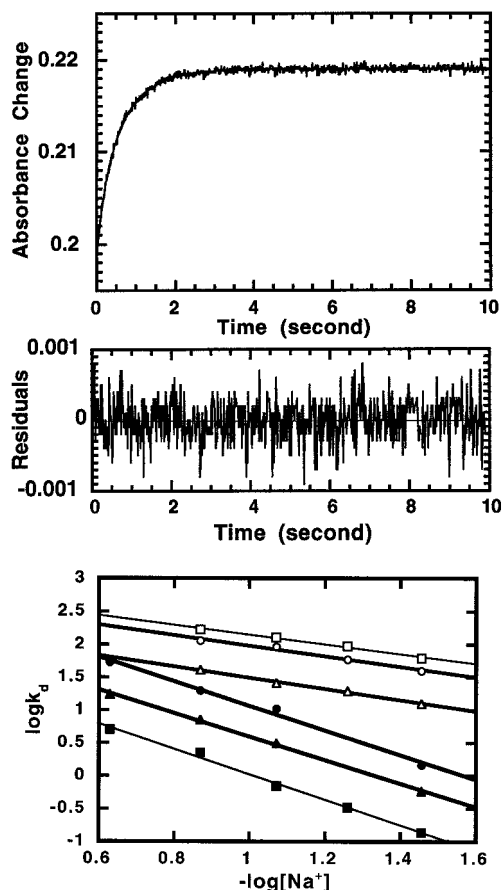 0.22
0.21
0.2
Absorbance Change
0 2 4 6 8 10
Time (second)
0.001
0
-0.001
Residuals
0 2 4 6 8 10
Time (second)
3
2.5
2
1.5
1
0.5
0
-0.5
-1
logk_d
0.6 0.8 1 1.2 1.4 1.6
-log[Na⁺]